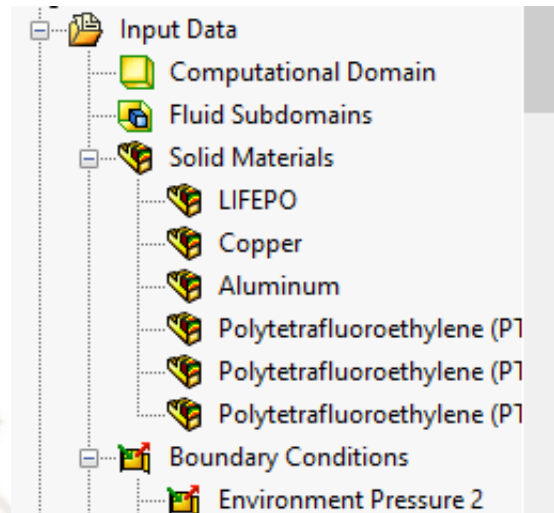 Input Data
Computational Domain
Fluid Subdomains
Solid Materials
LIFEPO
Copper
Aluminum
Polytetrafluoroethylene (PT
Polytetrafluoroethylene (PT
Polytetrafluoroethylene (PT
Boundary Conditions
Environment Pressure 2